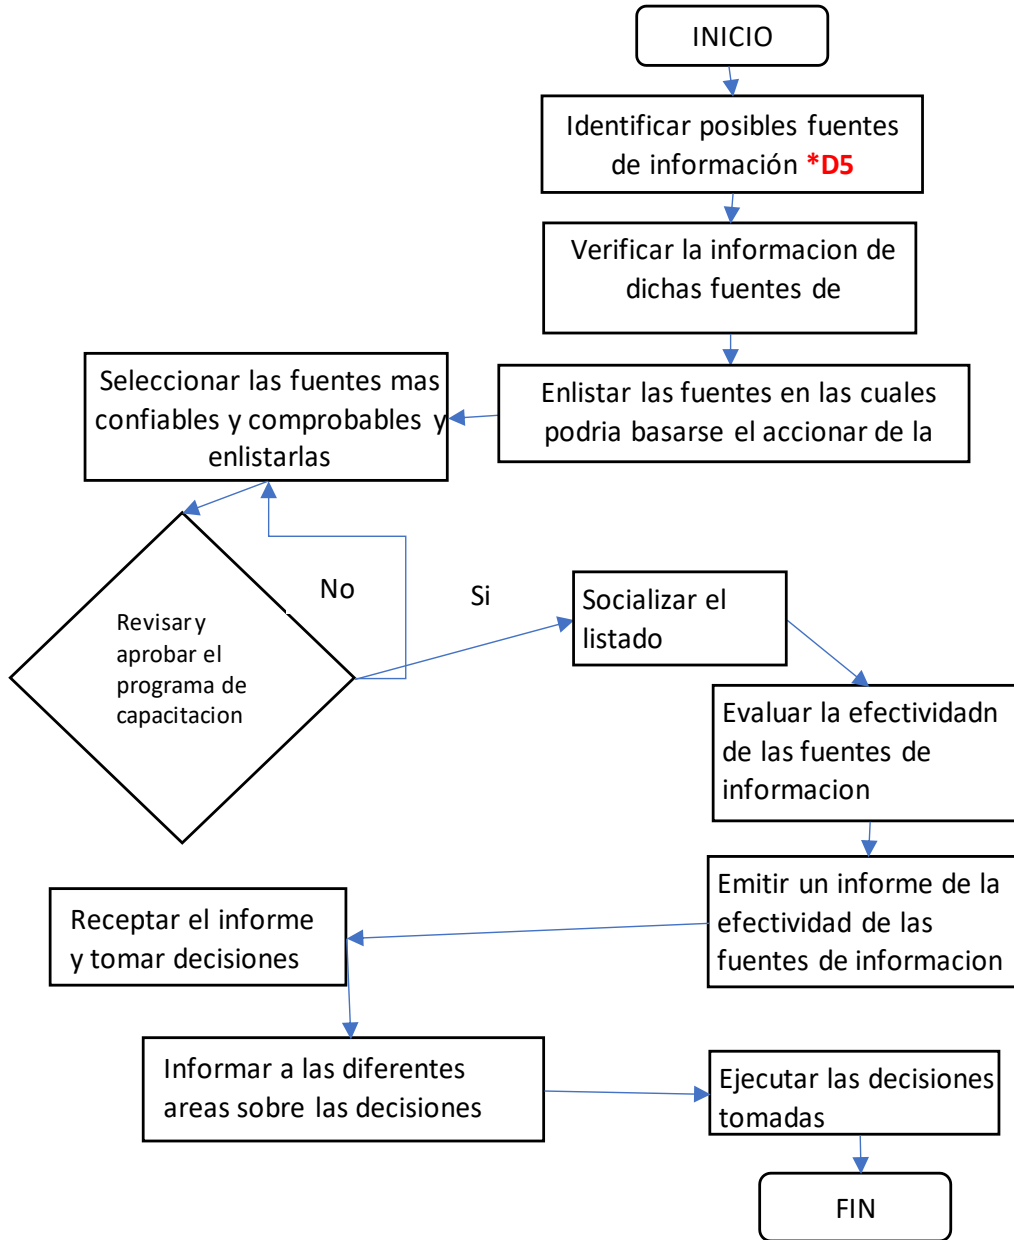 INICIO
Identificar posibles fuentes
de información *D5
Verificar la informacion de
dichas fuentes de
Enlistar las fuentes en las cuales
podria basarse el accionar de la
Seleccionar las fuentes mas
confiables y comprobables y
enlistarlas
Revisar y
aprobar el
programa de
capacitacion
No
Si
Socializar el
listado
Evaluar la efectividadn
de las fuentes de
informacion
Emitir un informe de la
efectividad de las
fuentes de informacion
Receptar el informe
y tomar decisiones
Informar a las diferentes
areas sobre las decisiones
Ejecutar las decisiones
tomadas
FIN